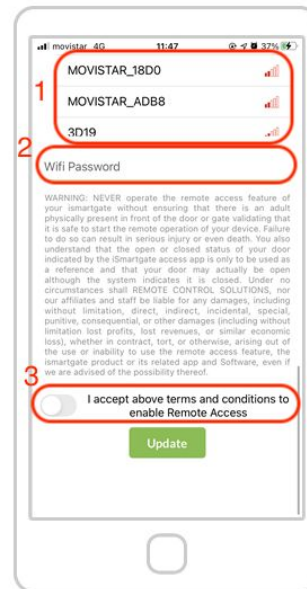 movistar 4G 11:47 37%
1
MOVISTAR_18D0
MOVISTAR_ADB8
3D19
2
Wifi Password
WARNING: NEVER operate the remote access feature of
your ismartgate without ensuring that there is an adult
physically present in front of the door or gate validating that
it is safe to start the remote operation of your device. Failure
to do so can result in serious injury or even death. You also
understand that the open or closed status of your door
indicated by the iSmartgate access app is only to be used as
a reference and that your door may actually be open
although the system indicates it is closed. Under no
circumstances shall REMOTE CONTROL SOLUTIONS, nor
our affiliates and staff be liable for any damages, including
without limitation, direct, indirect, incidental, special,
punitive, consequential, or other damages (including without
limitation lost profits, lost revenues, or similar economic
loss), whether in contract, tort, or otherwise, arising out of
the use or inability to use the remote access feature, the
ismartgate product or its related app and Software, even if
we are advised of the possibility thereof.
3
I accept above terms and conditions to
enable Remote Access
Update